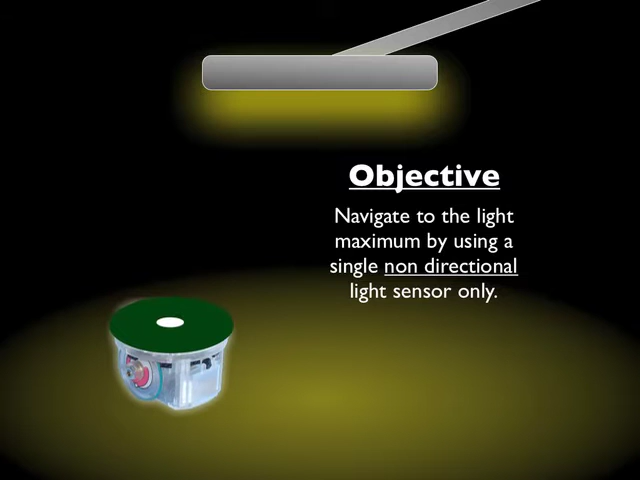 Objective
Navigate to the light
maximum by using a
single non directional
light sensor only.